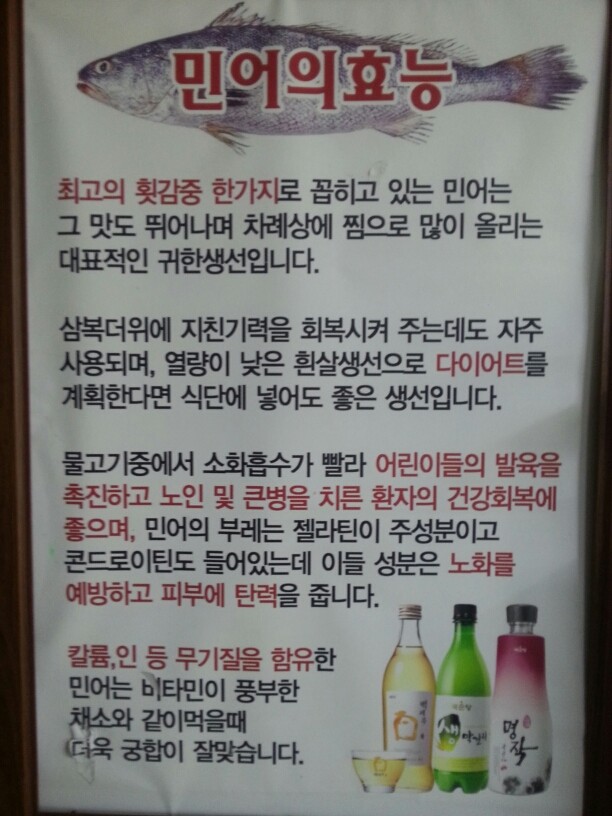 민어의효능
최고의 횟감중 한가지로 꼽히고 있는 민어는
그 맛도 뛰어나며 차례상에 찜으로 많이 올리는
대표적인 귀한생선입니다.
삼복더위에 지친기력을 회복시켜 주는데도 자주
사용되며, 열량이 낮은 흰살생선으로 다이어트를
계획한다면 식단에 넣어도 좋은 생선입니다.
물고기중에서 소화흡수가 빨라 어린이들의 발육을
촉진하고 노인 및 큰병을 치른 환자의 건강회복에
좋으며, 민어의 부레는 젤라틴이 주성분이고
콘드로이틴도 들어있는데 이들 성분은 노화를
예방하고 피부에 탄력을 줍니다.
칼륨,인 등 무기질을 함유한
민어는 비타민이 풍부한
채소와 같이먹을때
더욱 궁합이 잘맞습니다.
생
명작